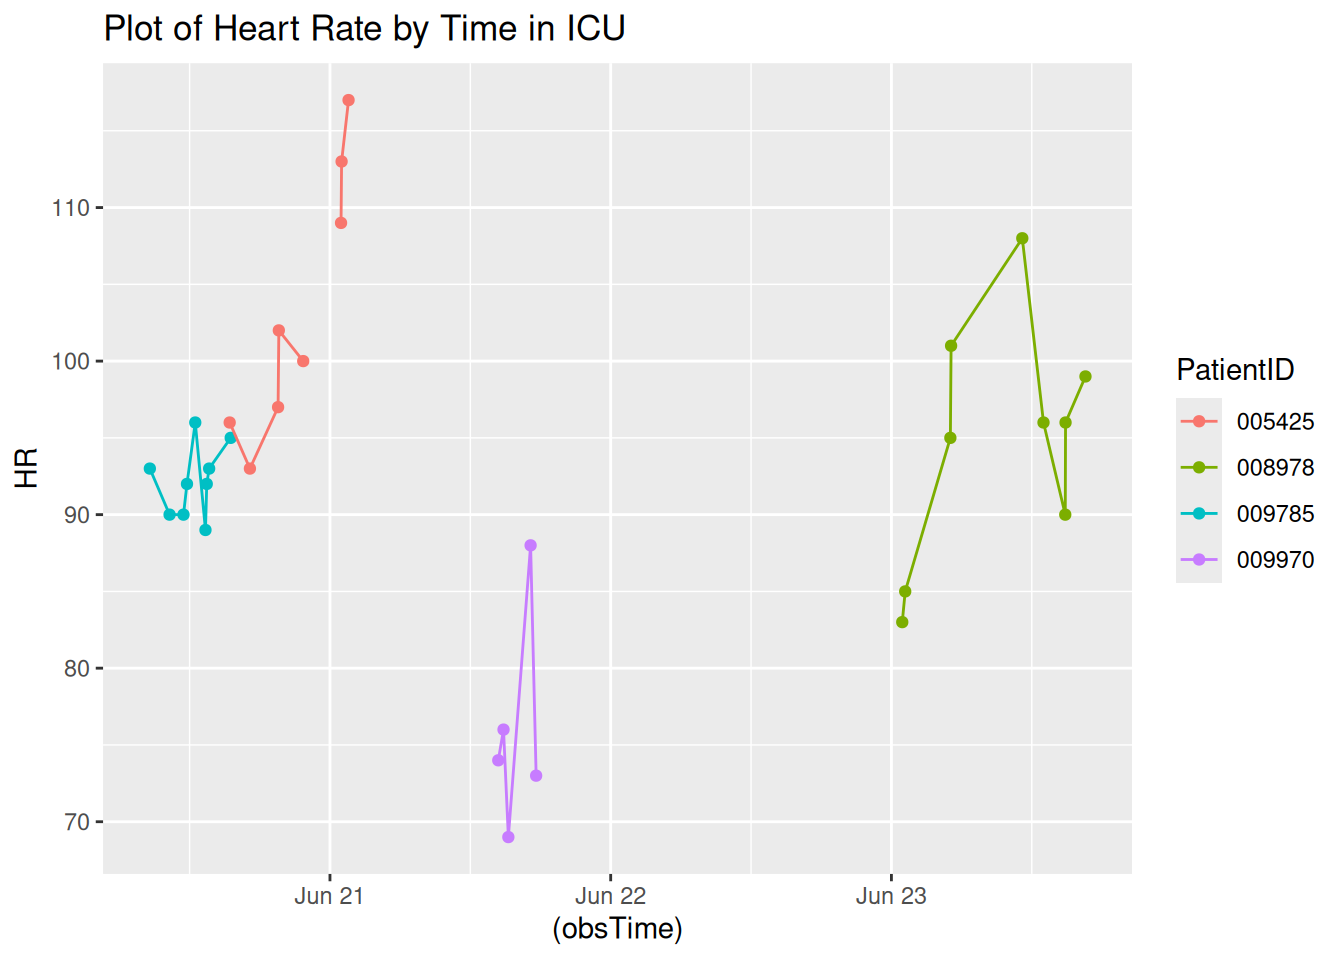 Plot of Heart Rate by Time in ICU
110
100
90
80
70
HR
Jun 21
Jun 22
Jun 23
(obsTime)
PatientID
005425
008978
009785
009970